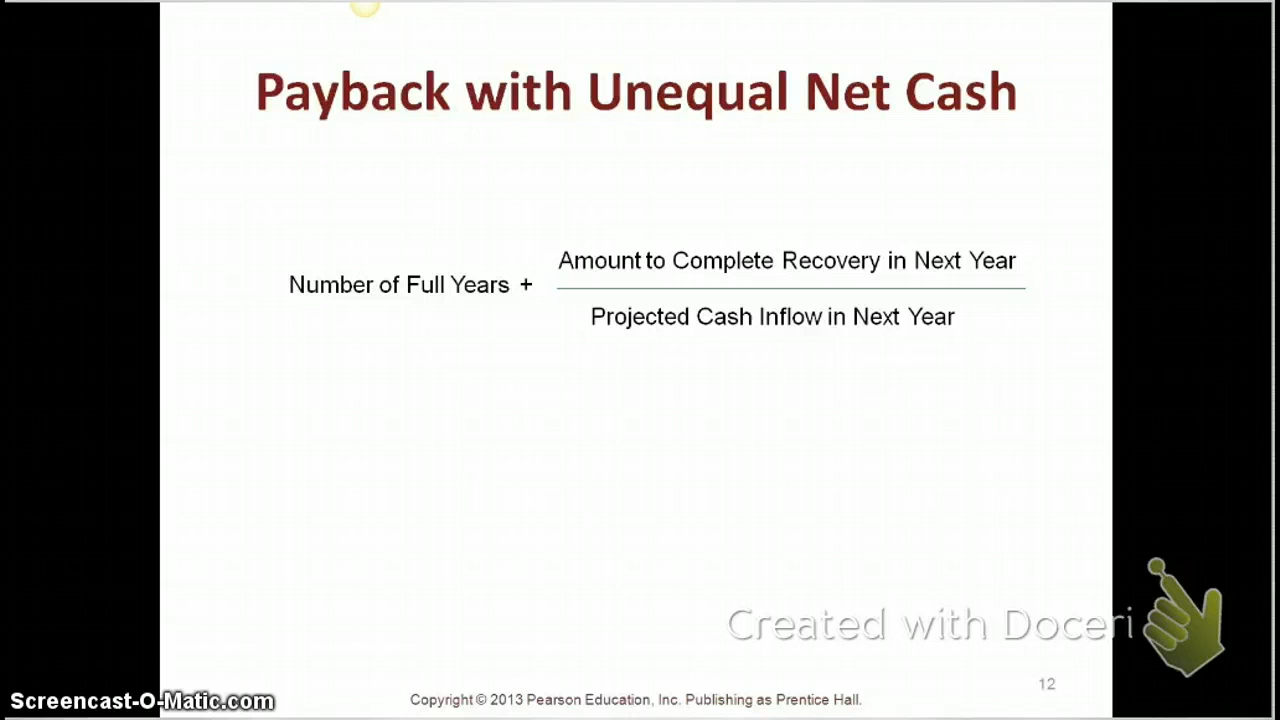 Payback with Unequal Net Cash
Amount to Complete Recovery in Next Year
Number of Full Years +
Projected Cash Inflow in Next Year
Created with Doceri
12
Screencast-O-Matic.com
Copyright © 2013 Pearson Education, Inc. Publishing as Prentice Hall.